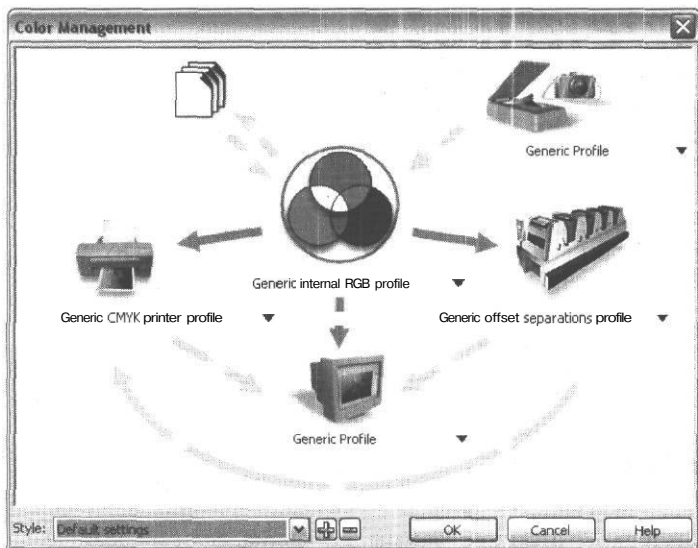 Color Management
Generic Profile
Generic internal RGB profile
Generic CMYK printer profile
Generic offset separations profile
Generic Profile
Style: Default settings
OK Cancel Help